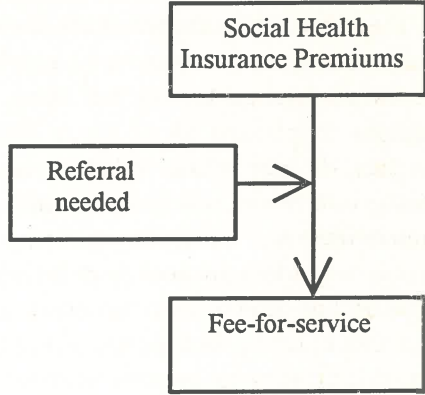 Social Health
Insurance Premiums
Referral
needed
Fee-for-service